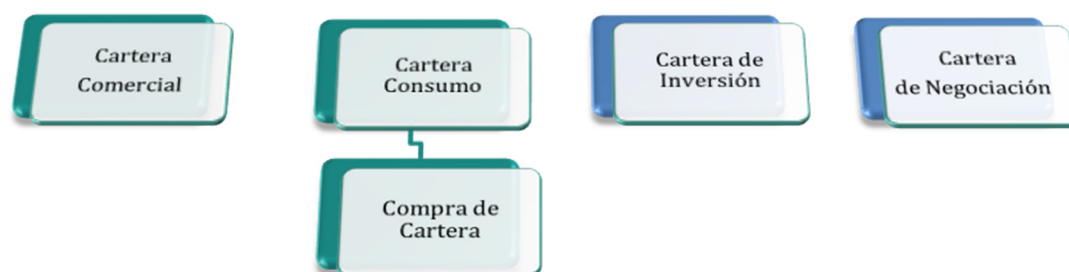 Cartera
Comercial
Cartera
Consumo
Cartera de
Inversión
Cartera
de Negociación
Compra de
Cartera